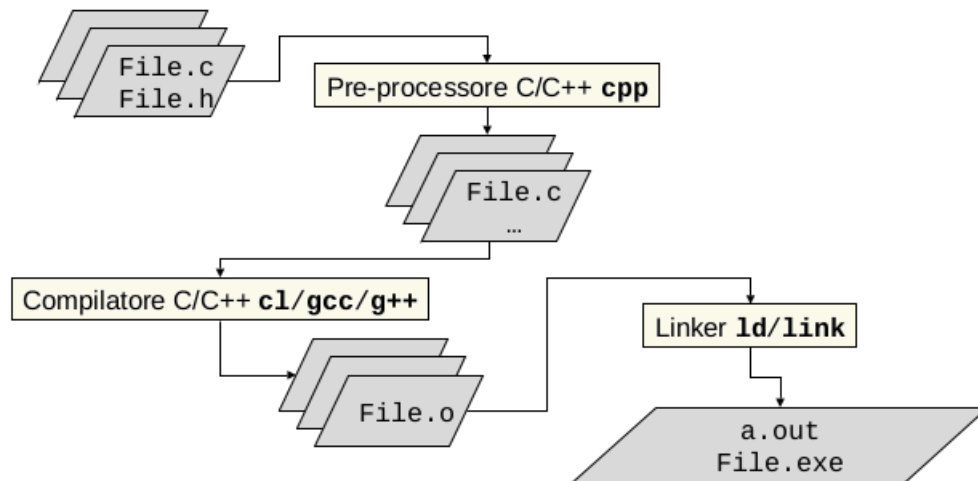 File.c
File.h
Pre-processore C/C++ cpp
File.c
…
Compilatore C/C++ cl/gcc/g++
File.o
Linker ld/link
a.out
File.exe